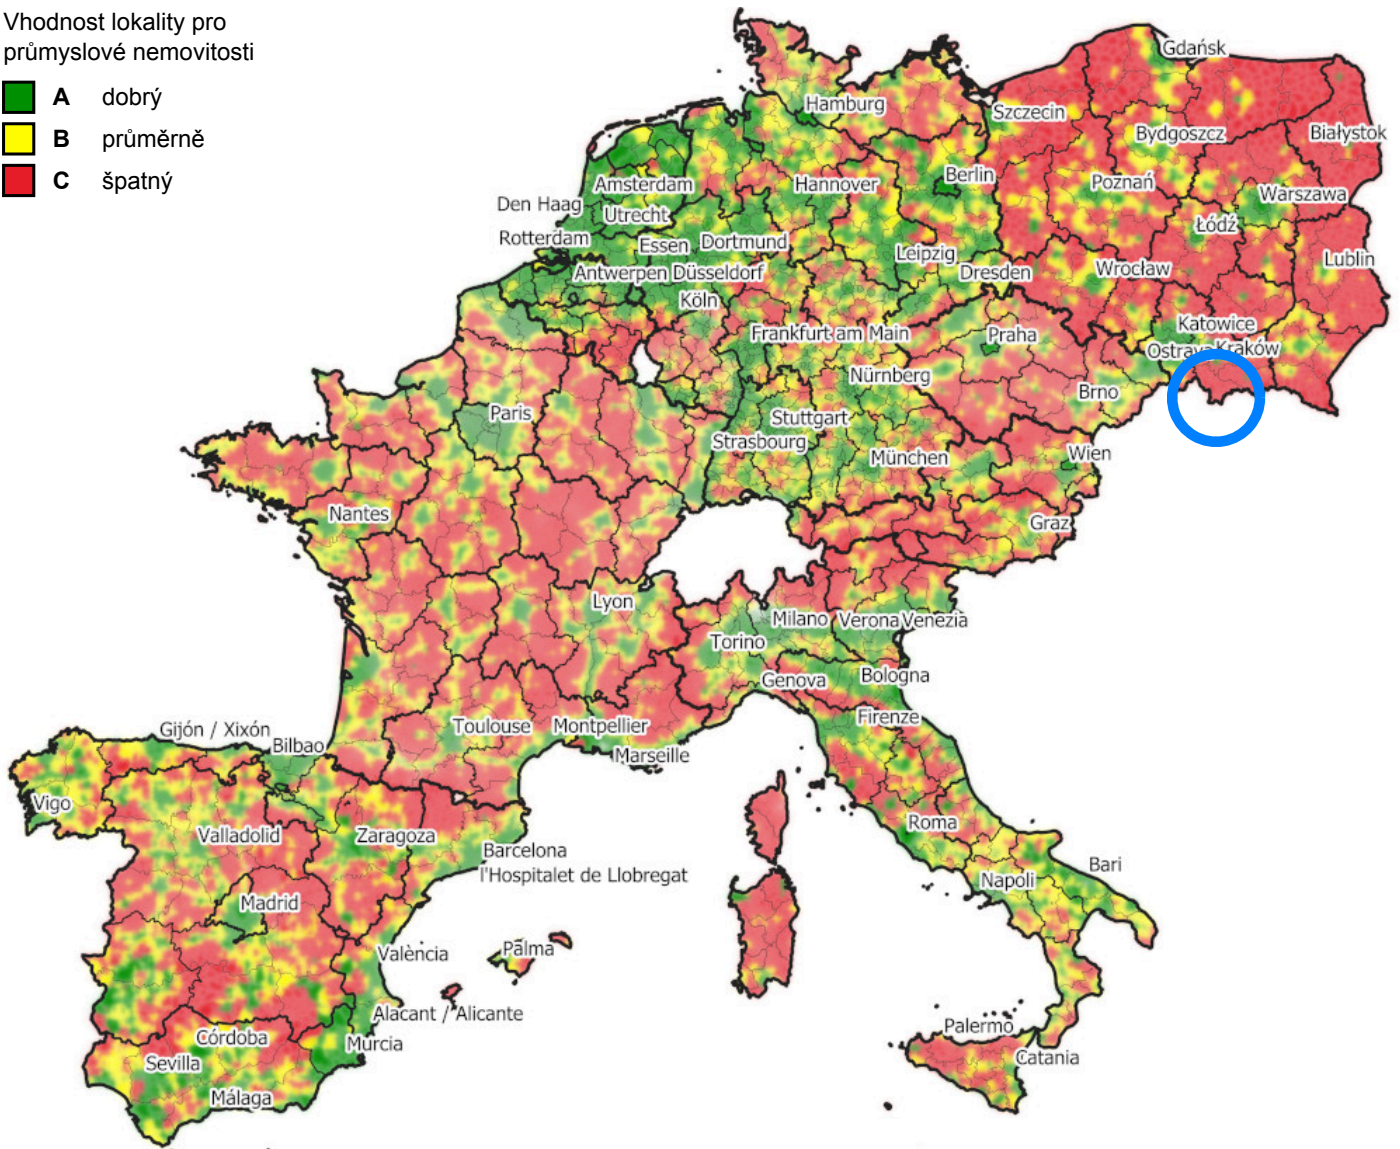 Vhodnost lokality pro
průmyslové nemovitosti
A dobrý
B průměrně
C špatný
Gdańsk
Hamburg
Szczecin
Bydgoszcz
Białystok
Amsterdam
Hannover
Berlin
Poznań
Warszawa
Den Haag
Utrecht
Łódź
Rotterdam
Essen
Dortmund
Leipzig
Lublin
Antwerpen
Düsseldorf
Dresden
Wrocław
Köln
Frankfurt am Main
Praha
Katowice
Ostrava
Kraków
Nürnberg
Brno
Paris
Stuttgart
Strasbourg
München
Wien
Nantes
Graz
Lyon
Milano
Verona
Venezia
Torino
Genova
Bologna
Gijón / Xixón
Bilbao
Toulouse
Montpellier
Firenze
Marseille
Vigo
Valladolid
Zaragoza
Roma
Barcelona
l'Hospitalet de Llobregat
Bari
Napoli
Madrid
València
Palma
Alacant / Alicante
Palermo
Córdoba
Murcia
Catania
Sevilla
Málaga